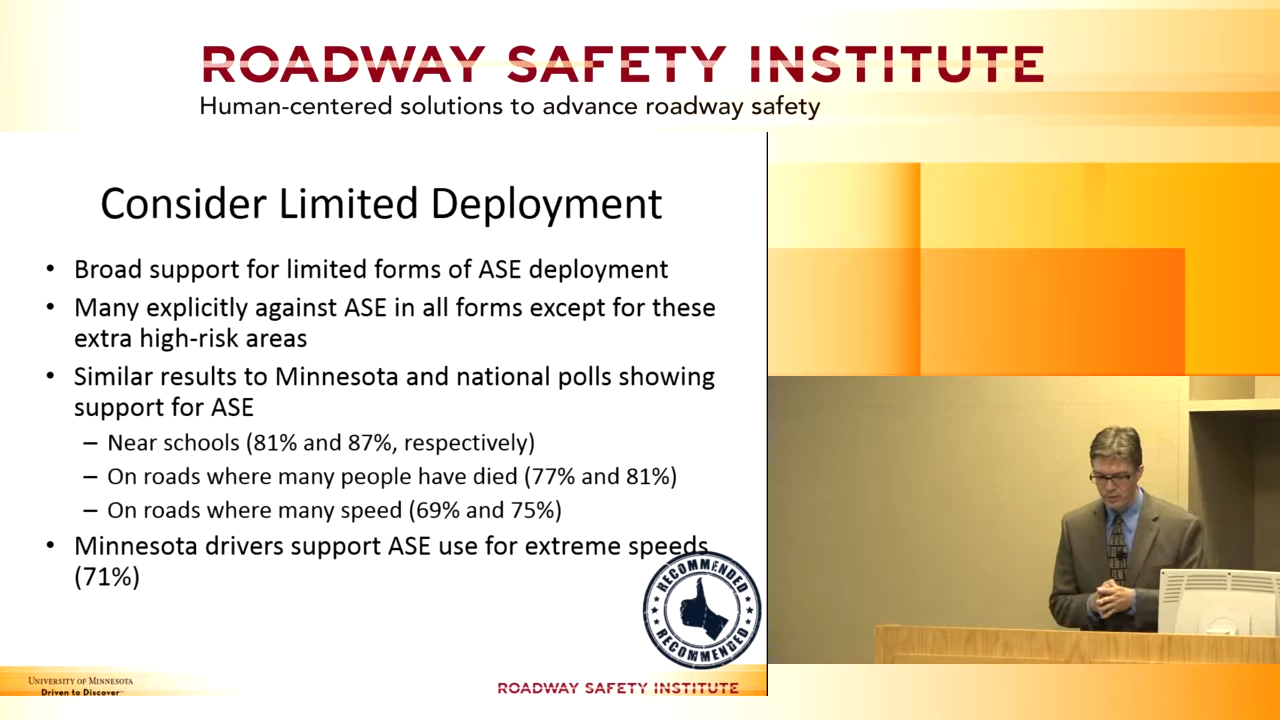 ROADWAY SAFETY INSTITUTE
Human-centered solutions to advance roadway safety
Consider Limited Deployment
• Broad support for limited forms of ASE deployment
• Many explicitly against ASE in all forms except for these
extra high-risk areas
• Similar results to Minnesota and national polls showing
support for ASE
– Near schools (81% and 87%, respectively)
– On roads where many people have died (77% and 81%)
– On roads where many speed (69% and 75%)
• Minnesota drivers support ASE use for extreme speeds
(71%)
RECOMMENDED
RECOMMENDED
UNIVERSITY OF MINNESOTA
Driven to Discover
ROADWAY SAFETY INSTITUTE